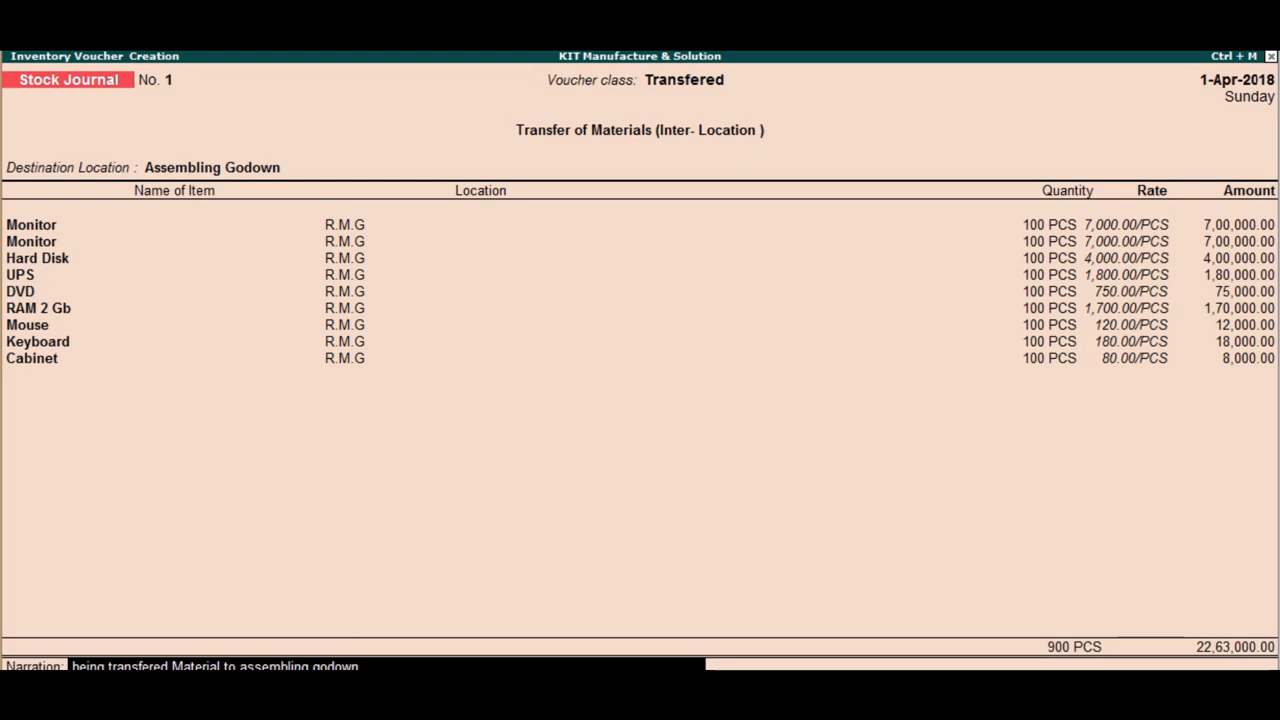 Inventory Voucher Creation KIT Manufacture & Solution Ctrl + M
Stock Journal No. 1 Voucher class: Transfered 1-Apr-2018
Sunday
Transfer of Materials (Inter- Location )
Destination Location : Assembling Godown
Name of Item Location Quantity Rate Amount
Monitor R.M.G 100 PCS 7,000.00/PCS 7,00,000.00
Monitor R.M.G 100 PCS 7,000.00/PCS 7,00,000.00
Hard Disk R.M.G 100 PCS 4,000.00/PCS 4,00,000.00
UPS R.M.G 100 PCS 1,800.00/PCS 1,80,000.00
DVD R.M.G 100 PCS 750.00/PCS 75,000.00
RAM 2 Gb R.M.G 100 PCS 1,700.00/PCS 1,70,000.00
Mouse R.M.G 100 PCS 120.00/PCS 12,000.00
Keyboard R.M.G 100 PCS 180.00/PCS 18,000.00
Cabinet R.M.G 100 PCS 80.00/PCS 8,000.00
900 PCS 22,63,000.00
Narration: being transfered Material to assembling godown